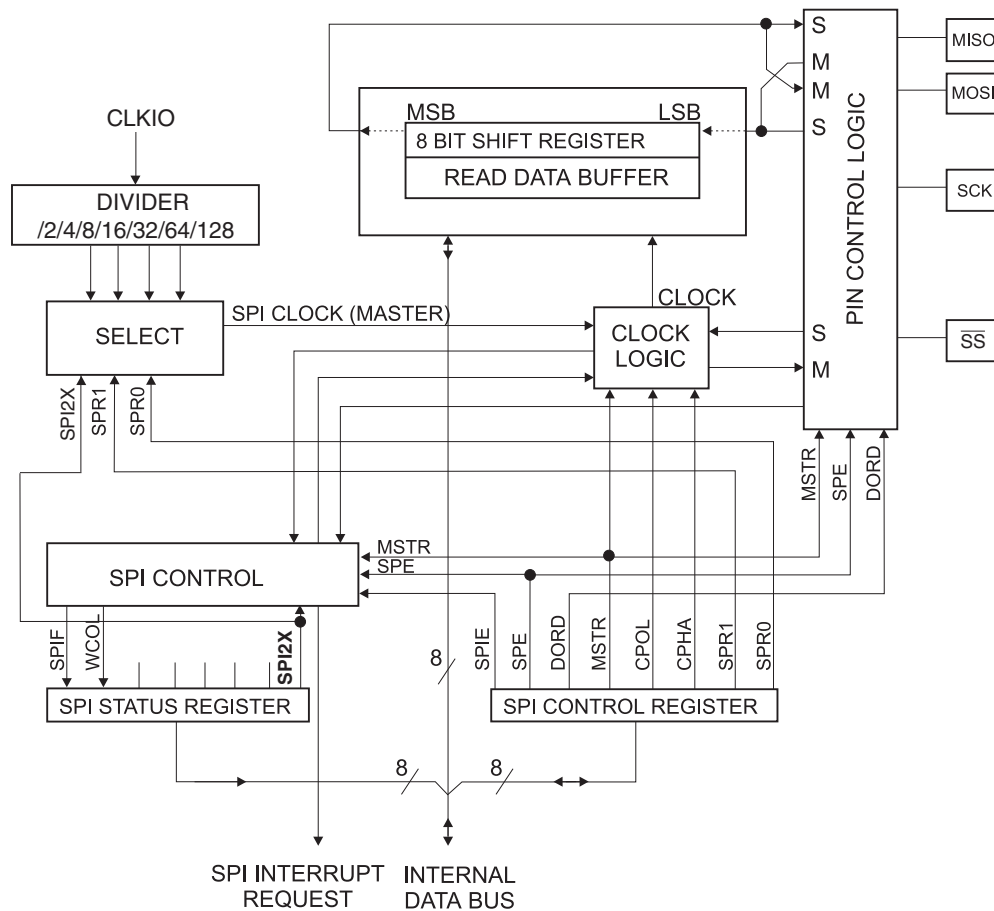 S
MISO
M
M
MOSI
MSB
LSB
S
8 BIT SHIFT REGISTER
READ DATA BUFFER
CLKIO
DIVIDER
/2/4/8/16/32/64/128
PIN CONTROL LOGIC
SCK
SPI CLOCK (MASTER)
SELECT
CLOCK
CLOCK
LOGIC
S
M
SS
SPI2X
SPR1
SPR0
MSTR
SPE
DORD
SPI CONTROL
MSTR
SPE
SPIF
WCOL
SPI2X
8
SPIE
SPE
DORD
MSTR
CPOL
CPHA
SPR1
SPR0
SPI STATUS REGISTER
SPI CONTROL REGISTER
8
8
SPI INTERRUPT
REQUEST
INTERNAL
DATA BUS